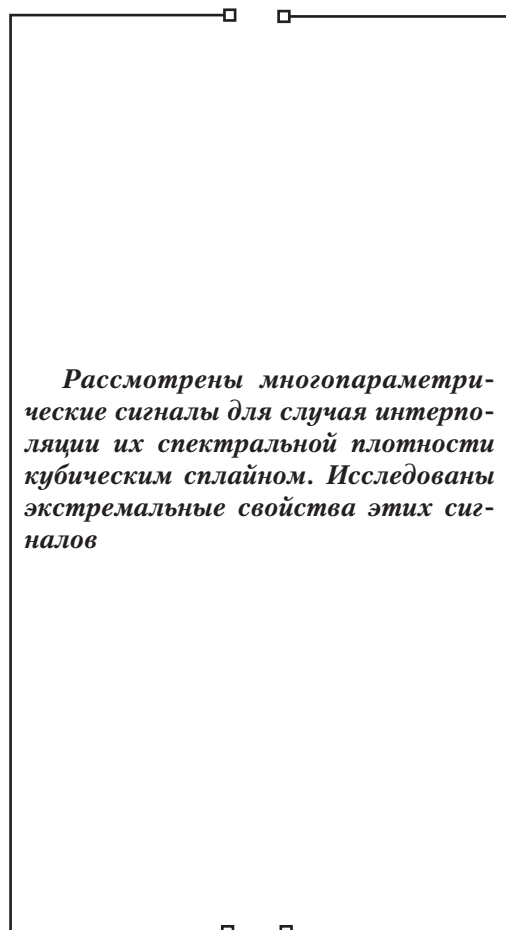 Рассмотрены многопараметри-
ческие сигналы для случая интерпо-
ляции их спектральной плотности
кубическим сплайном. Исследованы
экстремальные свойства этих сиг-
налов